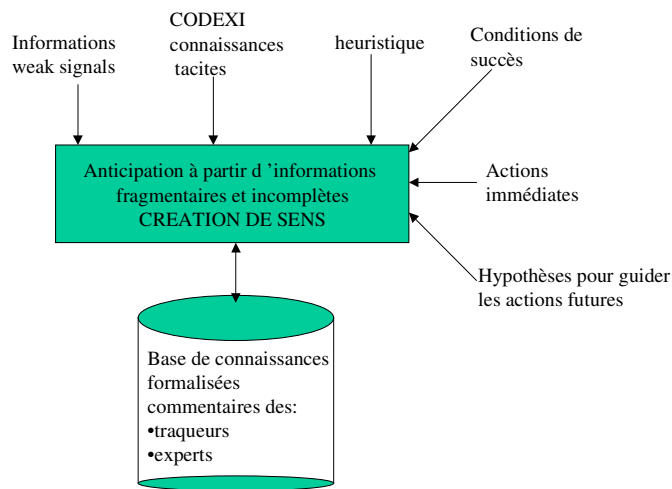 Informations
weak signals
CODEXI
connaissances
tacites
heuristique
Conditions de
succès
Anticipation à partir d ’informations
fragmentaires et incomplètes
CREATION DE SENS
Actions
immédiates
Hypothèses pour guider
les actions futures
Base de connaissances
formalisées
commentaires des:
•traqueurs
•experts